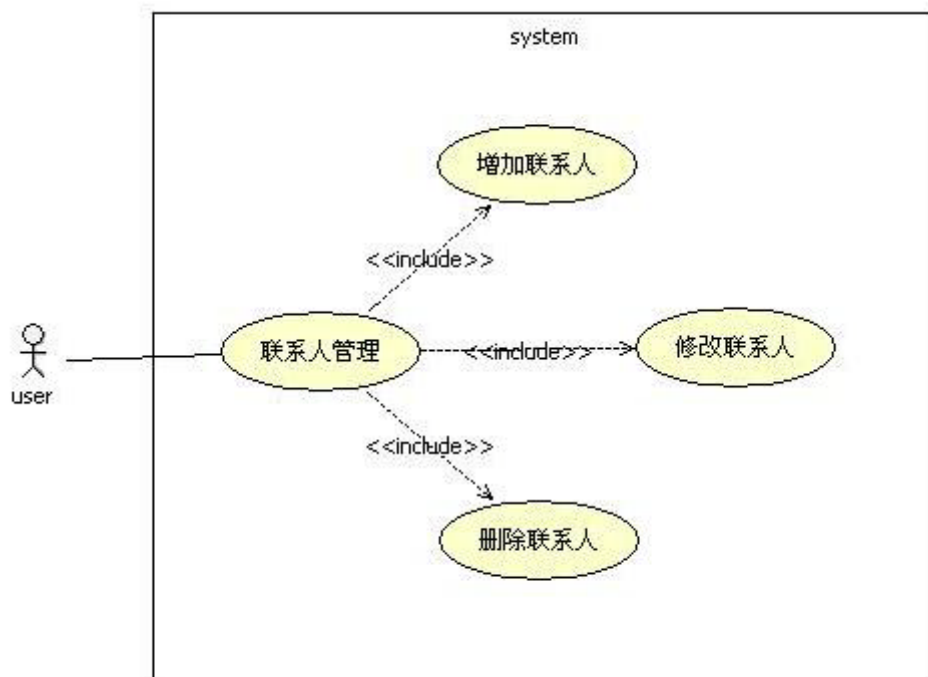 system
增加联系人
<<include>>
联系人管理
<<include>>
修改联系人
user
<<include>>
删除联系人